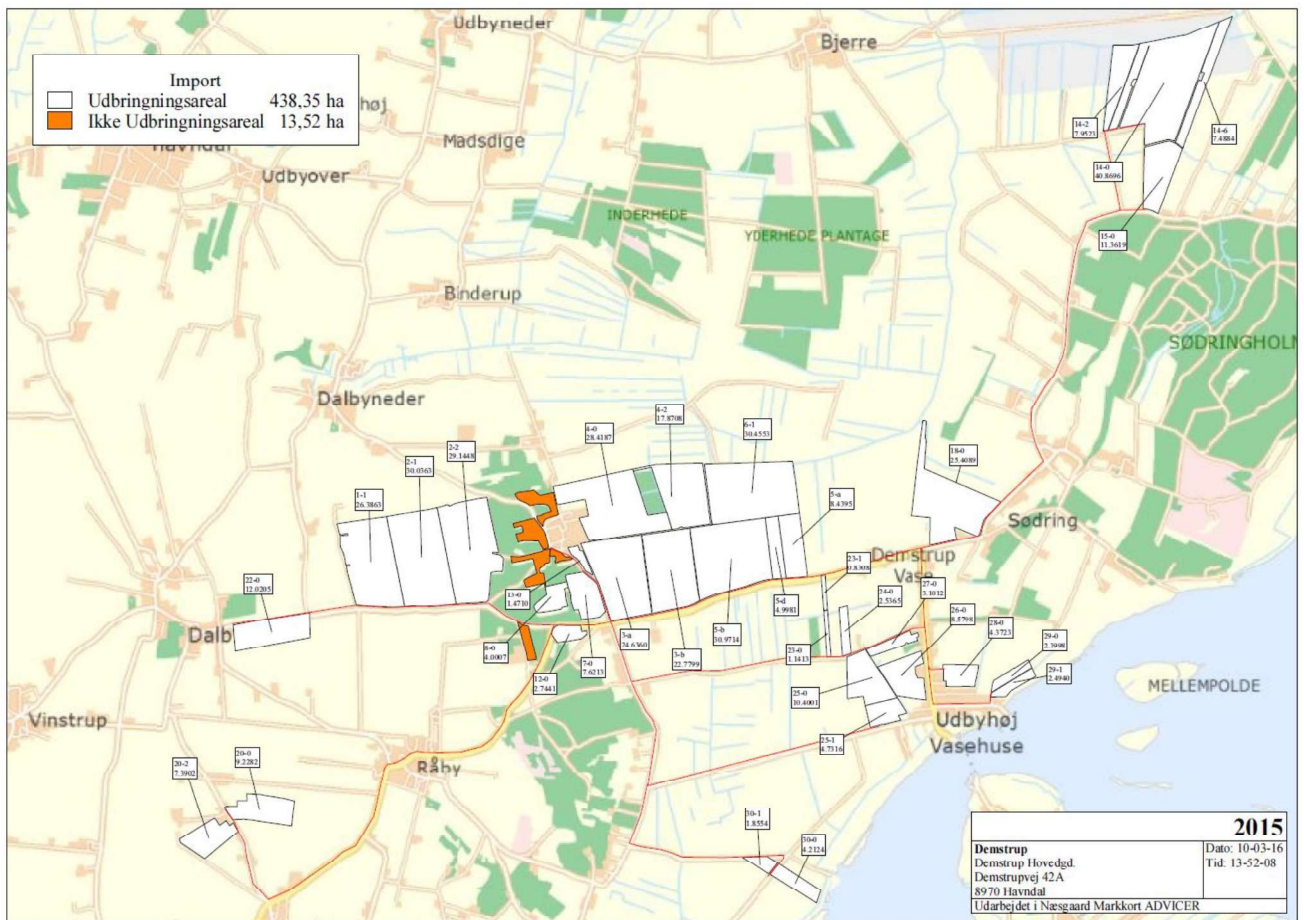 Import
Udbringningsareal 438,35 ha
Ikke Udbringningsareal 13,52 ha
Udbyneder
Bjerre
Madsdige
Udbyover
INDERHEDE
YDERHEDE PLANTAGE
14-2
7.9523
14-6
7.4884
14-0
40.8696
15-0
11.3619
Binderup
SØDRINGHOLM
Dalbyneder
4-2
17.8708
4-0
28.4187
6-1
30.4553
2-2
29.1448
2-1
30.0363
1-1
26.3863
18-0
25.4089
5-a
8.4395
Sødring
Demstrup
Vase
23-1
0.8308
24-0
2.5365
27-0
3.1012
26-0
8.5798
28-0
4.3723
29-0
2.3998
29-1
2.4940
22-0
12.0205
Dalb
13-0
1.4710
8-0
4.0007
12-0
2.7441
7-0
7.6213
3-a
24.6360
3-b
22.7799
5-b
30.9714
5-d
4.9981
23-0
1.1413
25-0
10.4001
25-1
4.7316
MELLEMPOLDE
Vinstrup
Udbyhøj
Vasehuse
Råby
20-2
7.3902
20-0
9.2282
30-1
1.8554
30-0
4.2124
2015
Demstrup
Demstrup Hovedgd.
Demstrupvej 42A
8970 Havndal
Dato: 10-03-16
Tid: 13-52-08
Udarbejdet i Næsgaard Markkort ADVICER